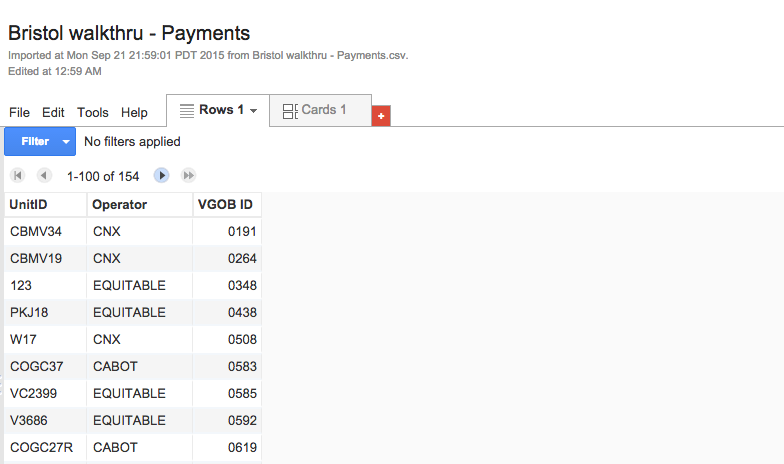 Bristol walkthru - Payments
Imported at Mon Sep 21 21:59:01 PDT 2015 from Bristol walkthru - Payments.csv.
Edited at 12:59 AM
File Edit Tools Help Rows 1 Cards 1 +
Filter No filters applied
1-100 of 154
UnitID Operator VGOB ID
CBMV34 CNX 0191
CBMV19 CNX 0264
123 EQUITABLE 0348
PKJ18 EQUITABLE 0438
W17 CNX 0508
COGC37 CABOT 0583
VC2399 EQUITABLE 0585
V3686 EQUITABLE 0592
COGC27R CABOT 0619